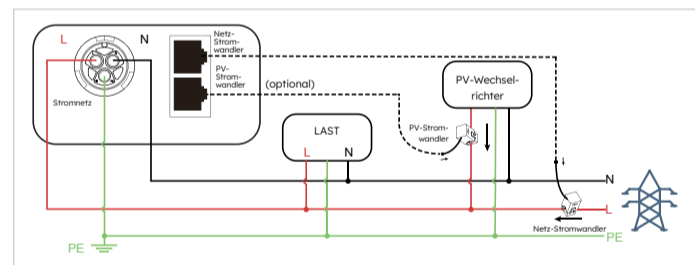 L
N
Netz-
Strom-
wandler
PV-
Strom-
wandler
(optional)
Stromnetz
PV-Wechsel-
richter
LAST
L
N
PV-Strom-
wandler
N
L
Netz-Stromwandler
PE
PE